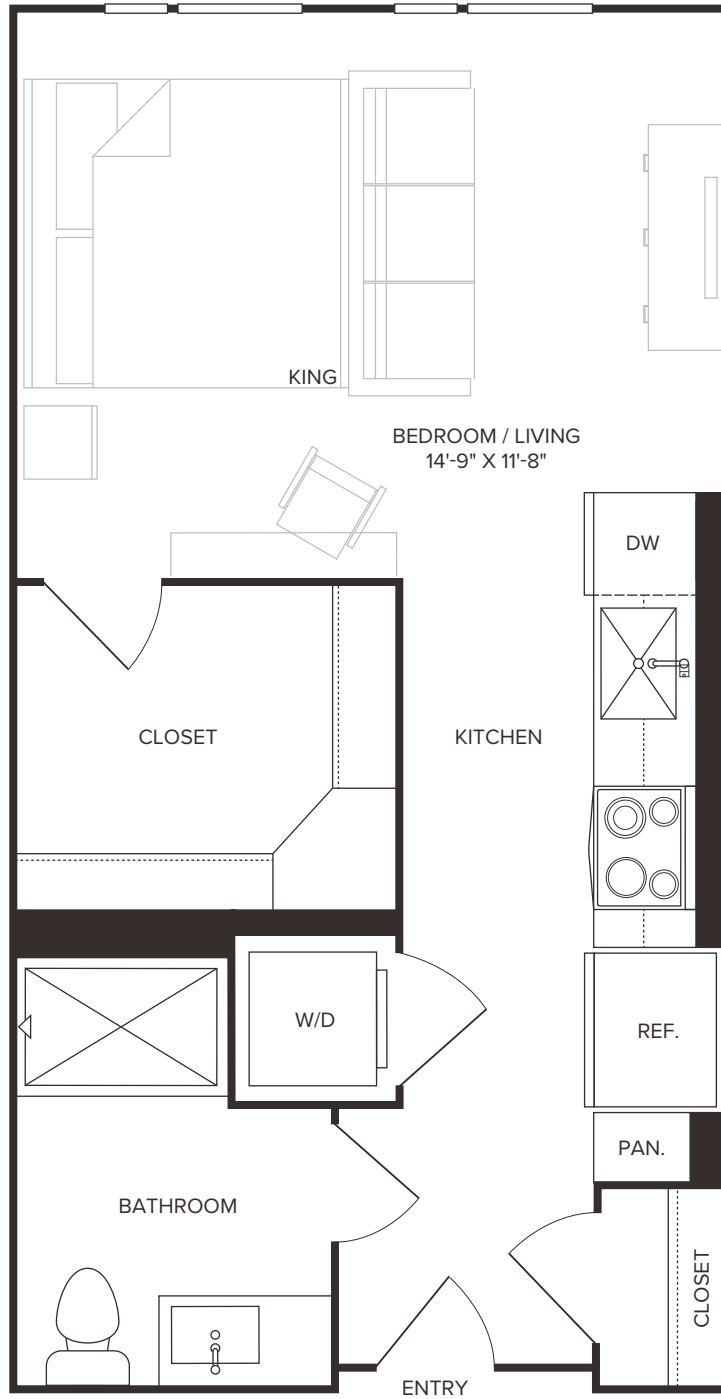 KING
BEDROOM / LIVING
14'-9" X 11'-8"
DW
CLOSET
KITCHEN
W/D
REF.
PAN.
BATHROOM
CLOSET
ENTRY